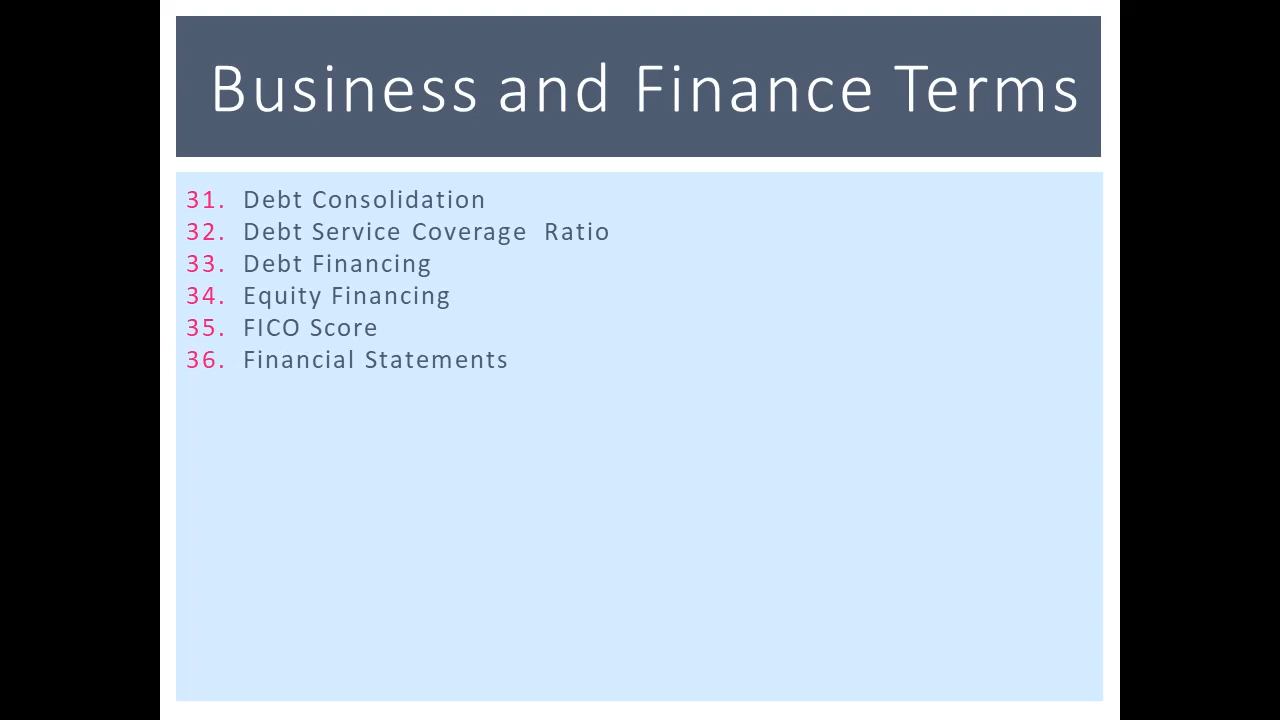 Business and Finance Terms
31. Debt Consolidation
32. Debt Service Coverage  Ratio
33. Debt Financing
34. Equity Financing
35. FICO Score
36. Financial Statements